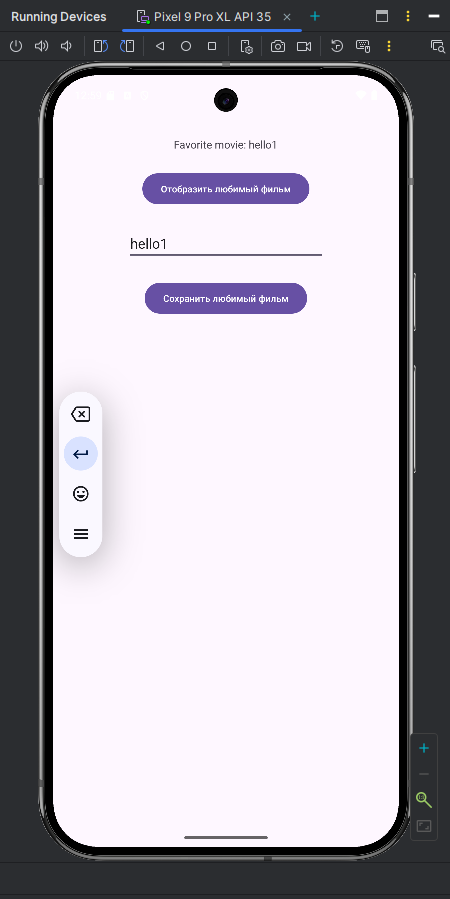 Running Devices
Pixel 9 Pro XL API 35
Favorite movie: hello1
Отобразить любимый фильм
hello1
Сохранить любимый фильм